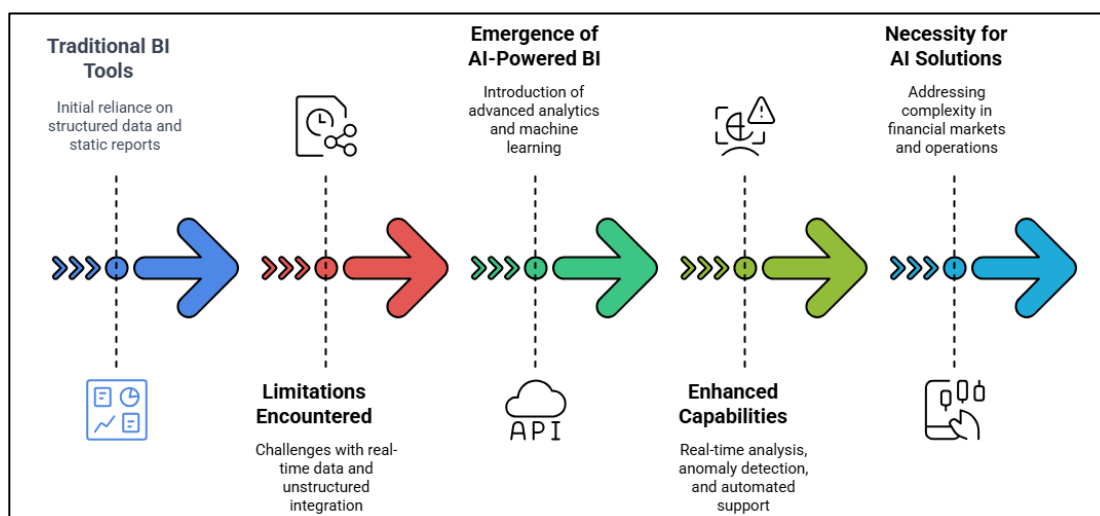 Traditional BI
Tools
Initial reliance on
structured data and
static reports
Limitations
Encountered
Challenges with real-
time data and
unstructured
integration
Emergence of
AI-Powered BI
Introduction of
advanced analytics
and machine
learning
API
Enhanced
Capabilities
Real-time analysis,
anomaly detection,
and automated
support
Necessity for
AI Solutions
Addressing
complexity in
financial markets
and operations